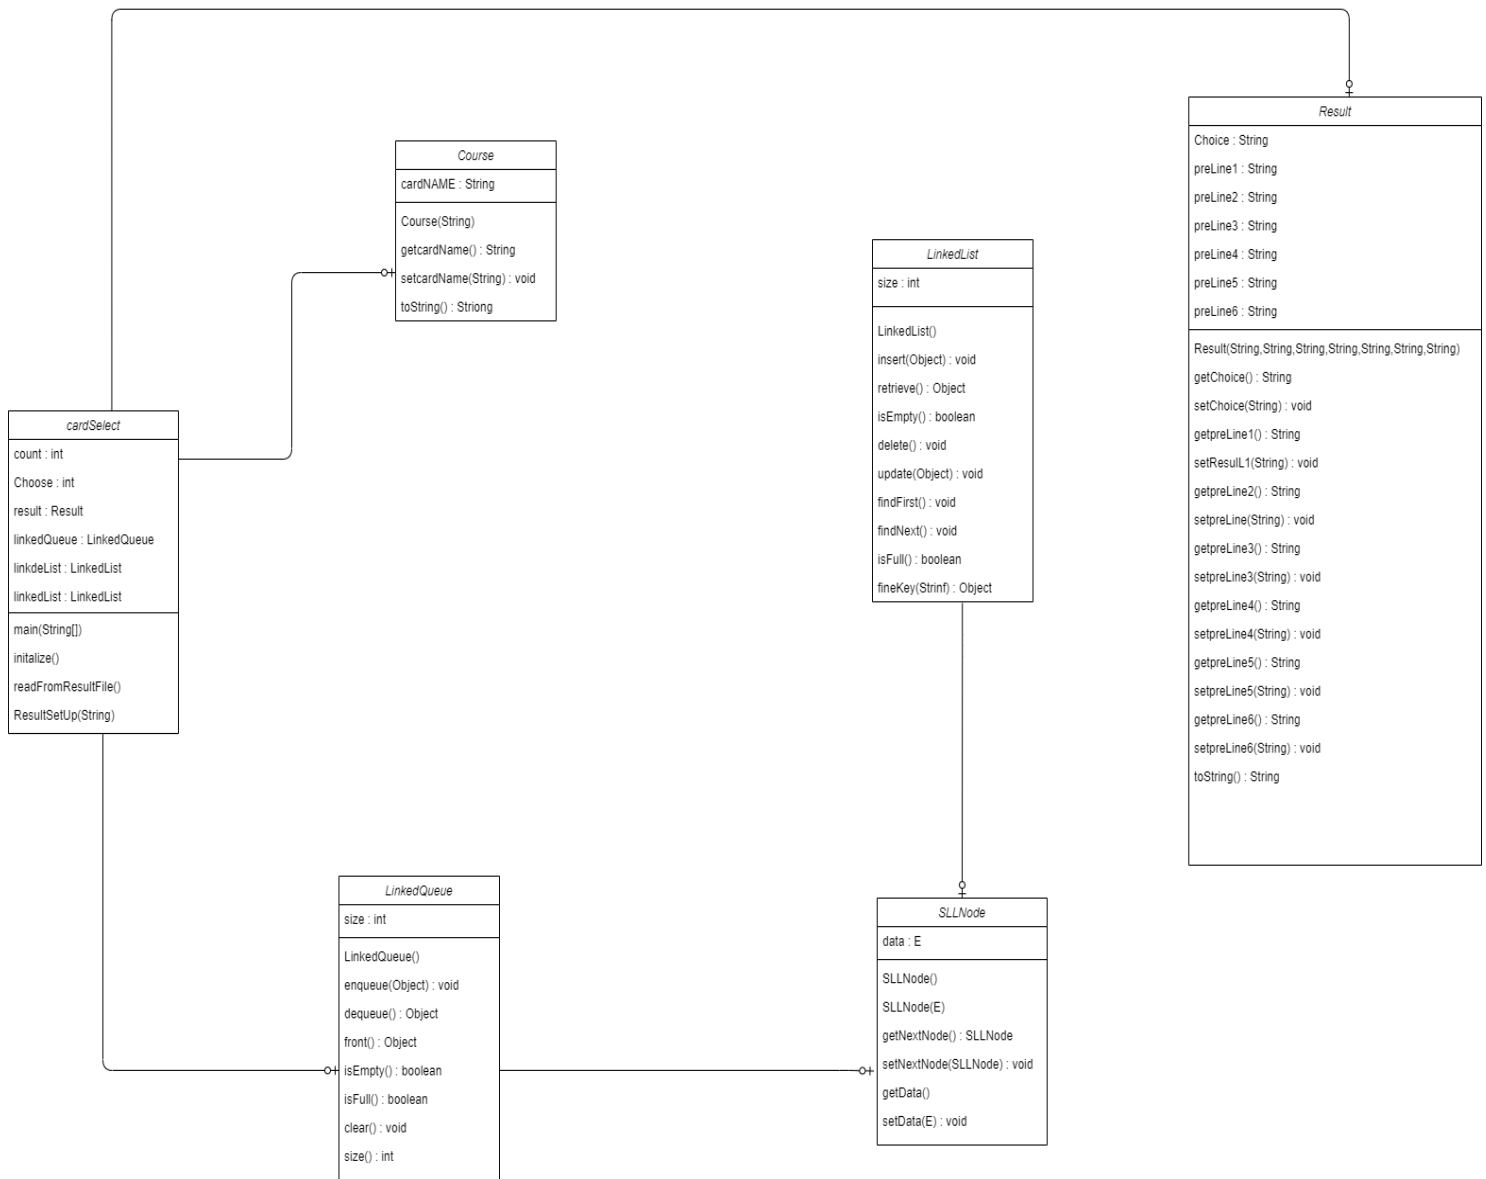 Course
cardNAME : String
Course(String)
getcardName() : String
setcardName(String) : void
toString() : Striong
cardSelect
count : int
Choose : int
result : Result
linkedQueue : LinkedQueue
linkdeList : LinkedList
linkedList : LinkedList
main(String[])
initalize()
readFromResultFile()
ResultSetUp(String)
LinkedQueue
size : int
LinkedQueue()
enqueue(Object) : void
dequeue() : Object
front() : Object
isEmpty() : boolean
isFull() : boolean
clear() : void
size() : int
LinkedList
size : int
LinkedList()
insert(Object) : void
retrieve() : Object
isEmpty() : boolean
delete() : void
update(Object) : void
findFirst() : void
findNext() : void
isFull() : boolean
fineKey(Strinf) : Object
SLLNode
data : E
SLLNode()
SLLNode(E)
getNextNode() : SLLNode
setNextNode(SLLNode) : void
getData()
setData(E) : void
Result
Choice : String
preLine1 : String
preLine2 : String
preLine3 : String
preLine4 : String
preLine5 : String
preLine6 : String
Result(String,String,String,String,String,String,String)
getChoice() : String
setChoice(String) : void
getpreLine1() : String
setResulL1(String) : void
getpreLine2() : String
setpreLine(String) : void
getpreLine3() : String
setpreLine3(String) : void
getpreLine4() : String
setpreLine4(String) : void
getpreLine5() : String
setpreLine5(String) : void
getpreLine6() : String
setpreLine6(String) : void
toString() : String